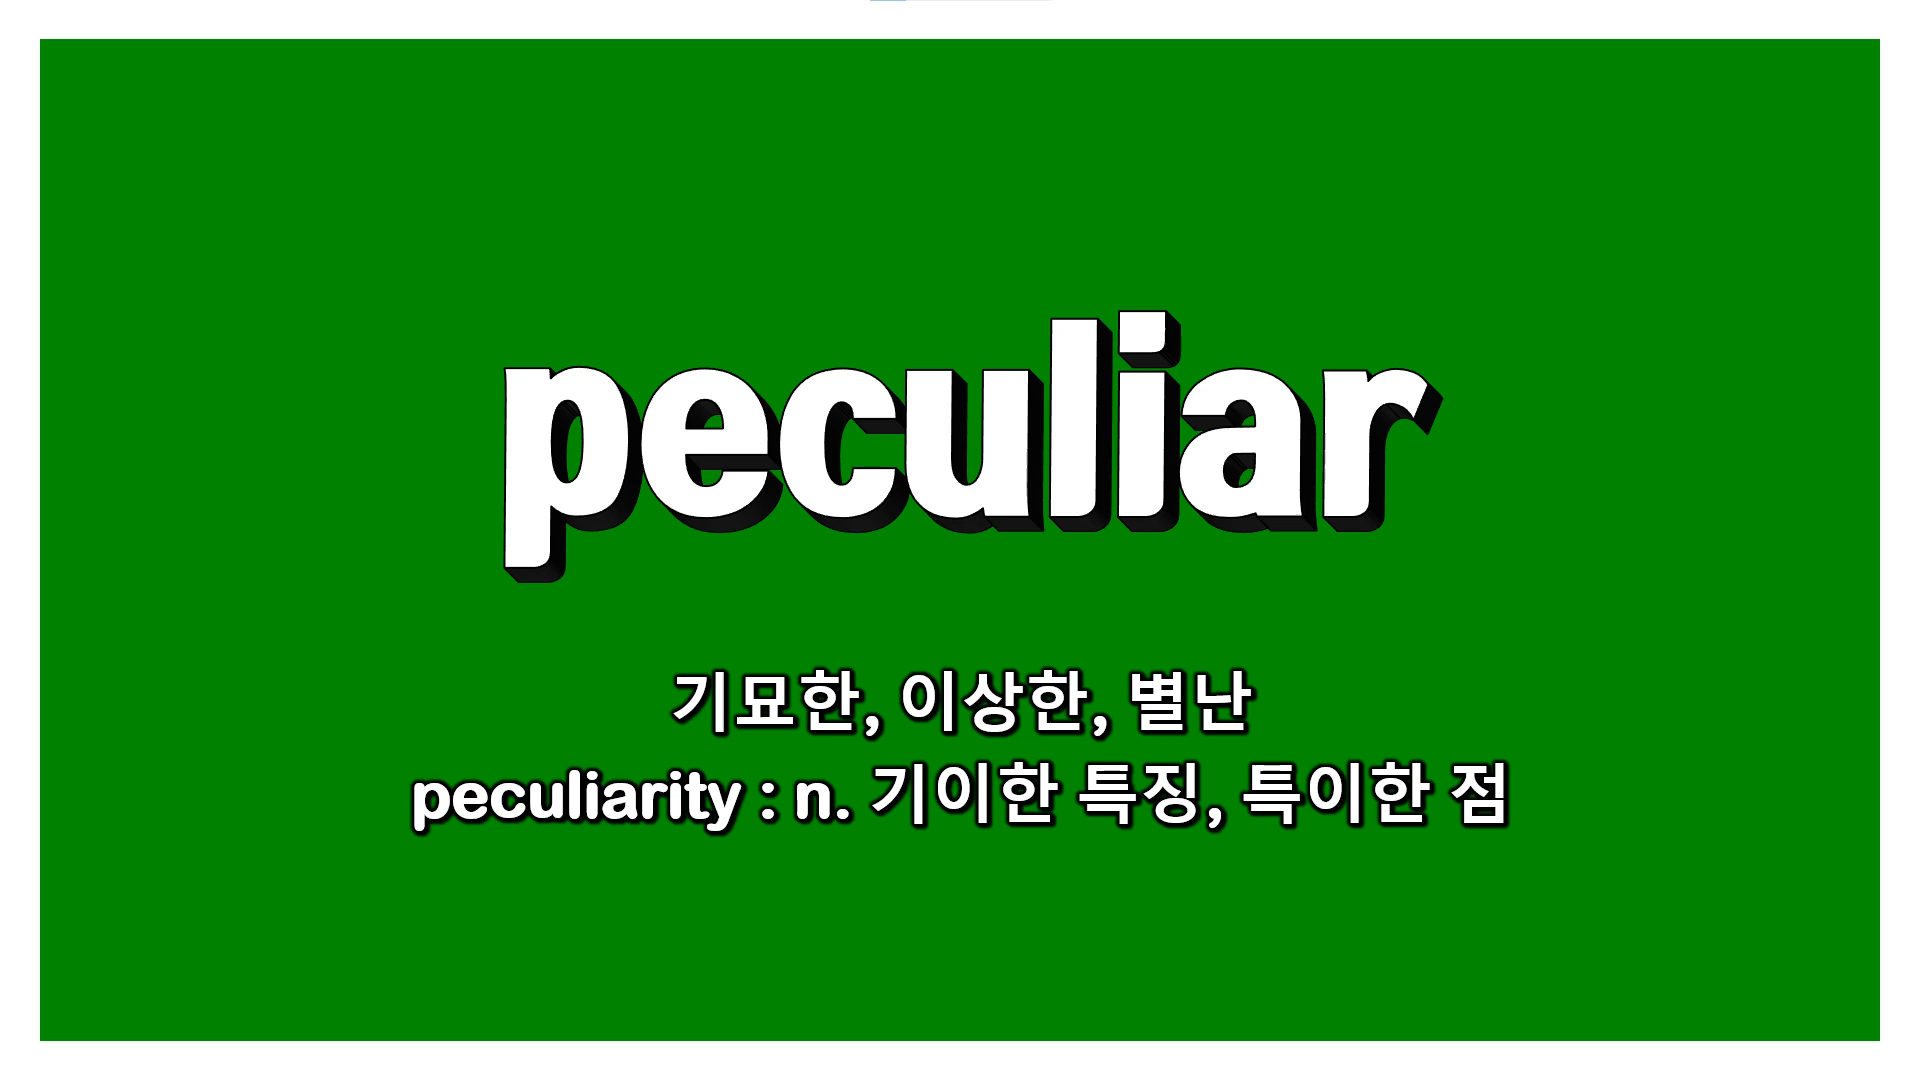 peculiar
기묘한, 이상한, 별난
peculiarity : n. 기이한 특징, 특이한 점